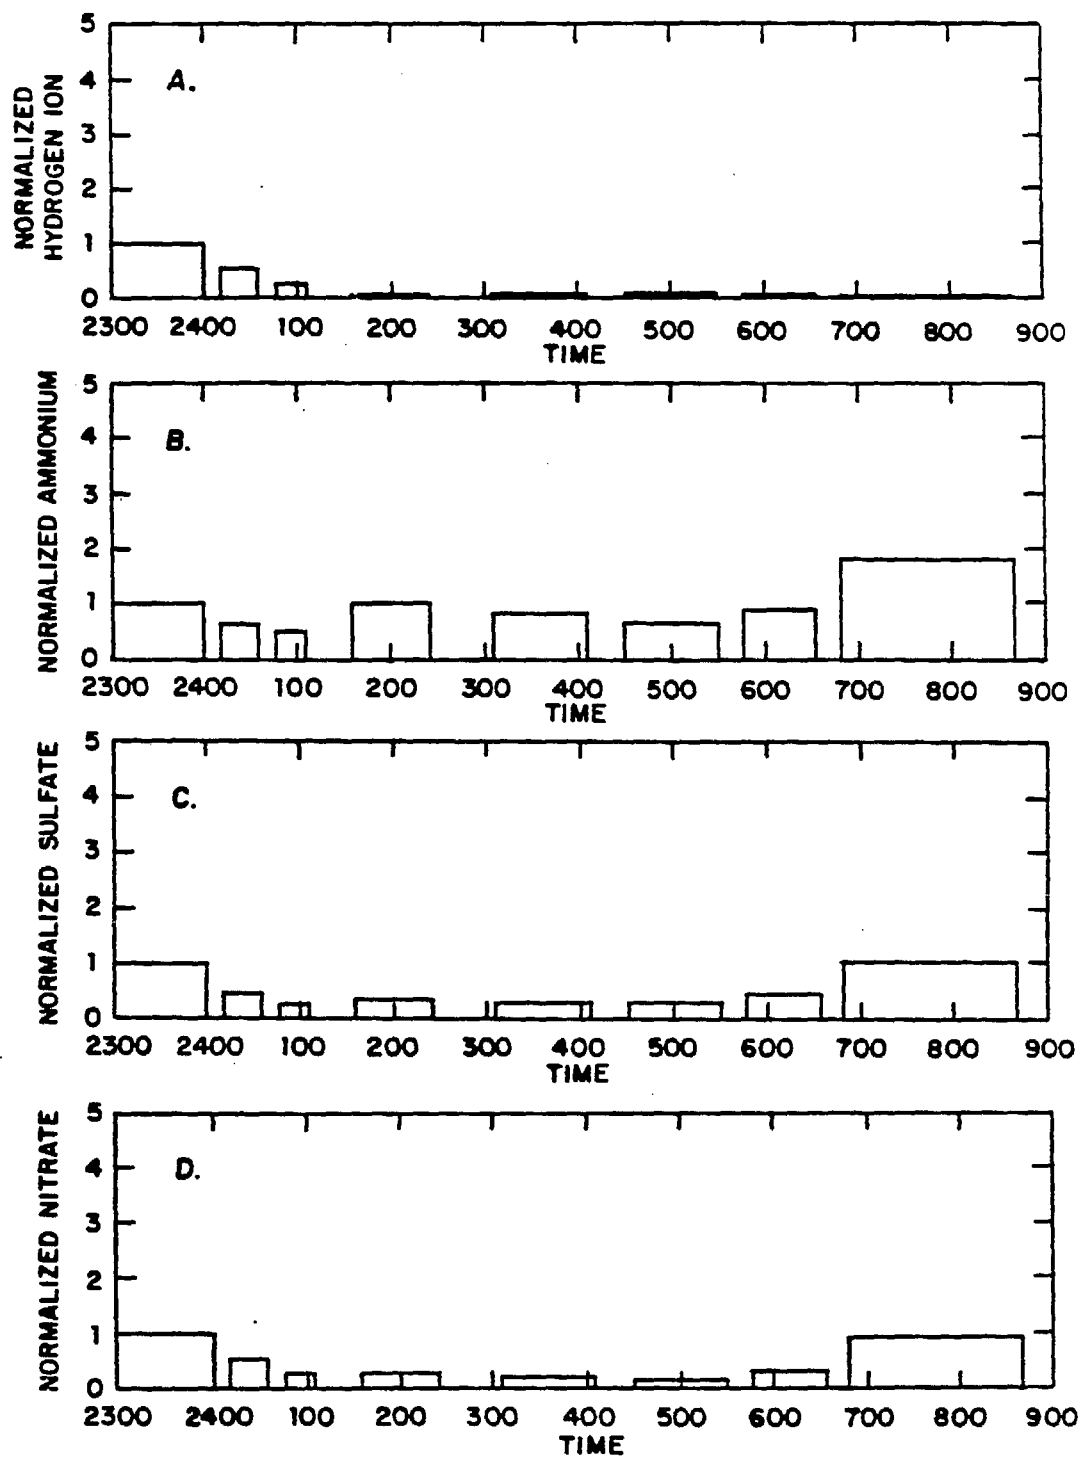 NORMALIZED
HYDROGEN ION
5
4
3
2
1
0
A.
2300 2400 100 200 300 400 500 600 700 800 900
TIME
NORMALIZED AMMONIUM
5
4
3
2
1
0
B.
2300 2400 100 200 300 400 500 600 700 800 900
TIME
NORMALIZED SULFATE
5
4
3
2
1
0
C.
2300 2400 100 200 300 400 500 600 700 800 900
TIME
NORMALIZED NITRATE
5
4
3
2
1
0
D.
2300 2400 100 200 300 400 500 600 700 800 900
TIME